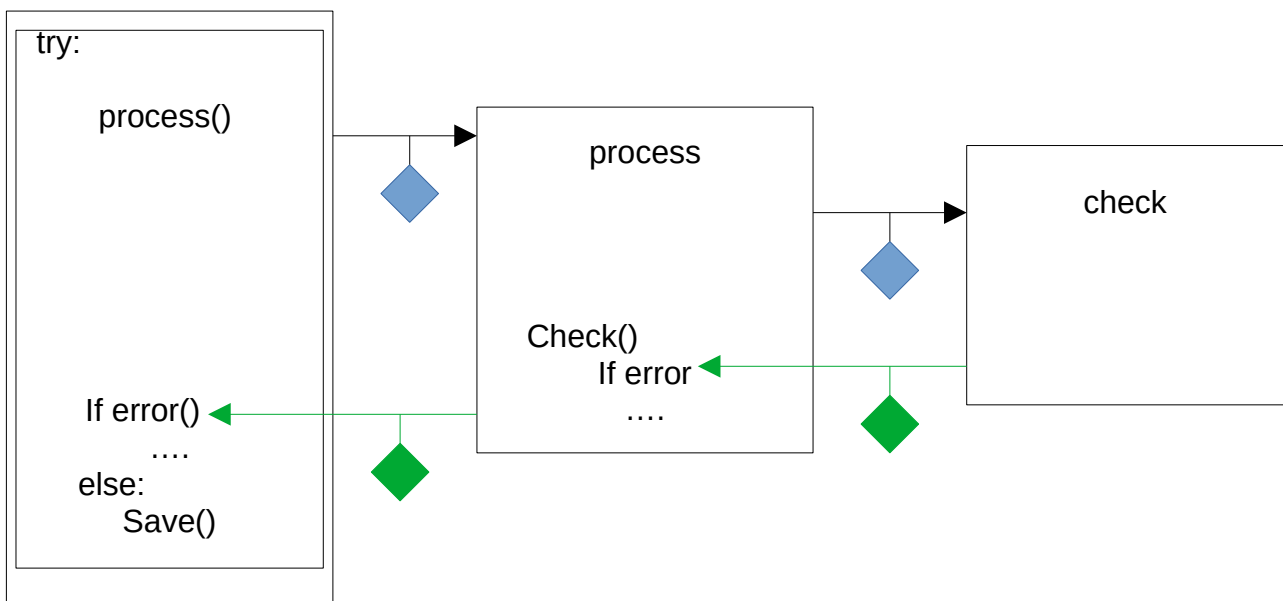 try:
process()
If error()
....
else:
Save()
process
Check()
If error
....
check